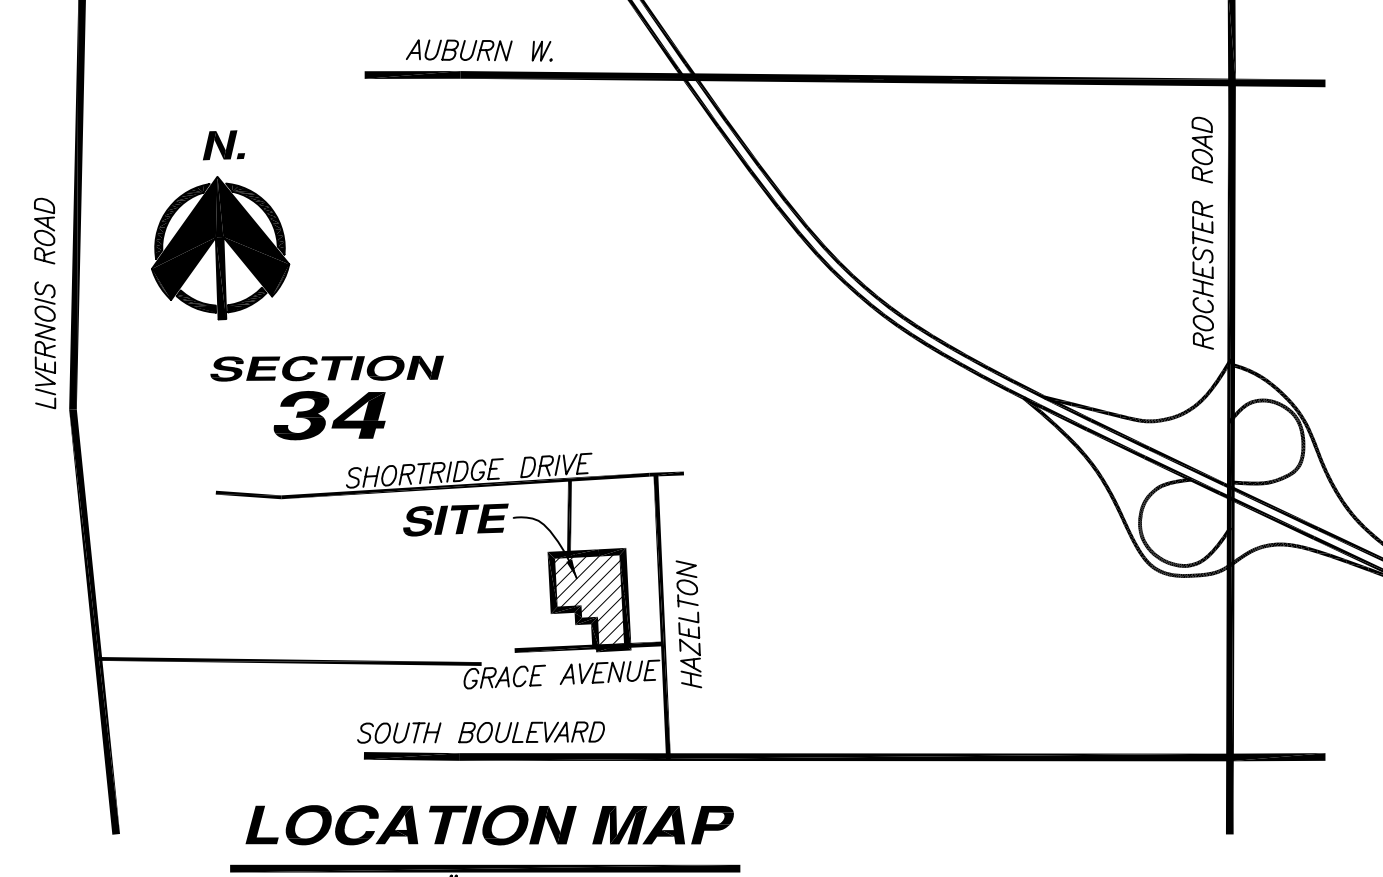 AUBURN W.
N.
LIVERNOIS ROAD
ROCHESTER ROAD
SECTION
34
SHORTRIDGE DRIVE
SITE
HAZELTON
GRACE AVENUE
SOUTH BOULEVARD
LOCATION MAP